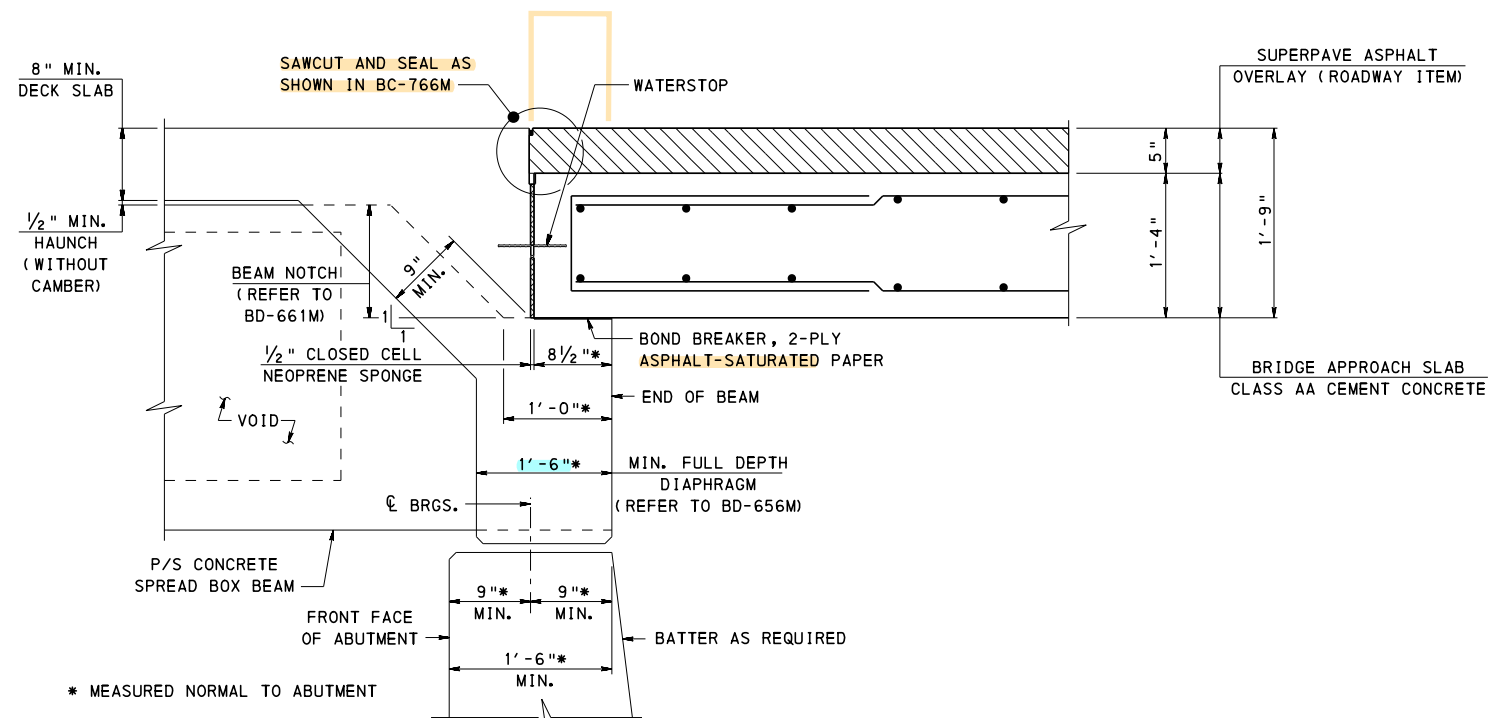 8" MIN.
DECK SLAB
SAWCUT AND SEAL AS
SHOWN IN BC-766M
WATERSTOP
SUPERPAVE ASPHALT
OVERLAY (ROADWAY ITEM)
5"
1'-4"
1'-9"
1/2" MIN.
HAUNCH
(WITHOUT
CAMBER)
BEAM NOTCH
(REFER TO
BD-661M)
9"
MIN.
1
1
1/2" CLOSED CELL
NEOPRENE SPONGE
8 1/2"*
BOND BREAKER, 2-PLY
ASPHALT-SATURATED PAPER
BRIDGE APPROACH SLAB
CLASS AA CEMENT CONCRETE
END OF BEAM
1'-0"*
VOID
1'-6"*
MIN. FULL DEPTH
DIAPHRAGM
(REFER TO BD-656M)
℄ BRGS.
P/S CONCRETE
SPREAD BOX BEAM
9"*
MIN.
9"*
MIN.
FRONT FACE
OF ABUTMENT
BATTER AS REQUIRED
1'-6"*
MIN.
* MEASURED NORMAL TO ABUTMENT